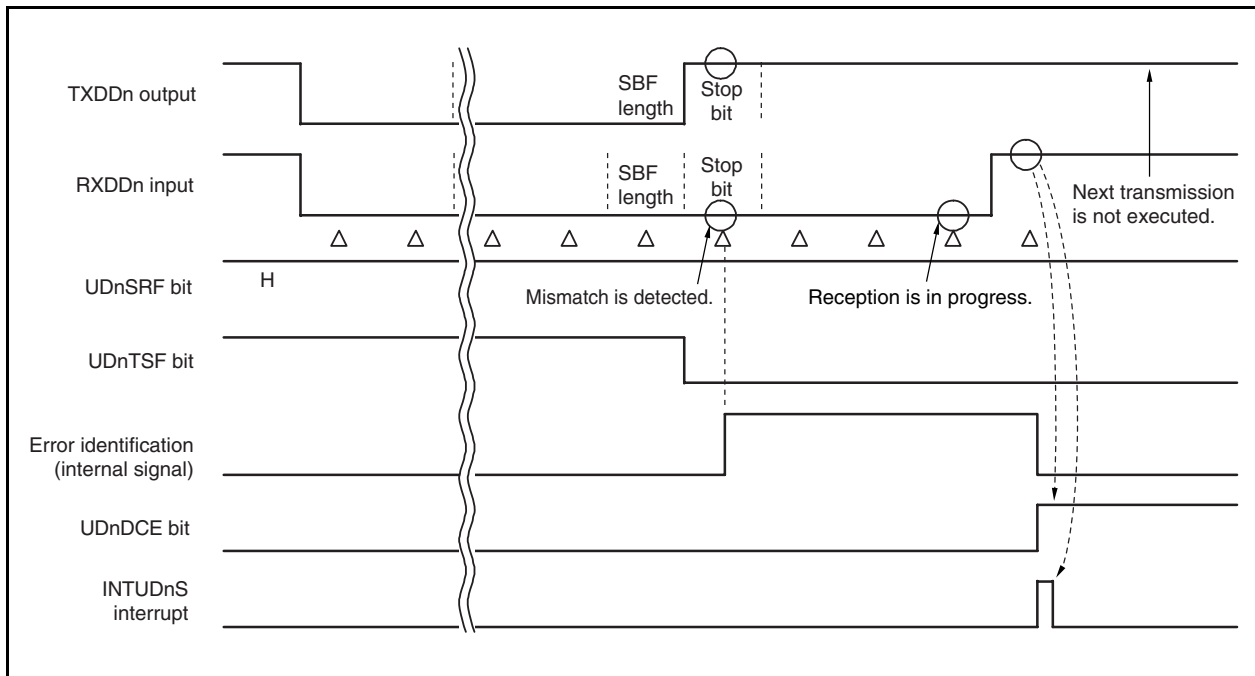 TXDDn output
SBF
length
Stop
bit
RXDDn input
SBF
length
Stop
bit
Next transmission
is not executed.
UDnSRF bit
H
Mismatch is detected.
Reception is in progress.
UDnTSF bit
Error identification
(internal signal)
UDnDCE bit
INTUDnS
interrupt